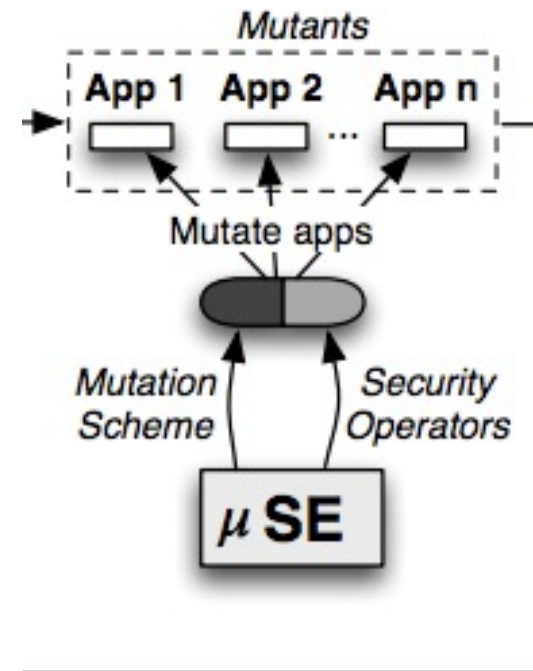 Mutants
App 1 App 2 App n
...
Mutate apps
Mutation Security
Scheme Operators
μ SE